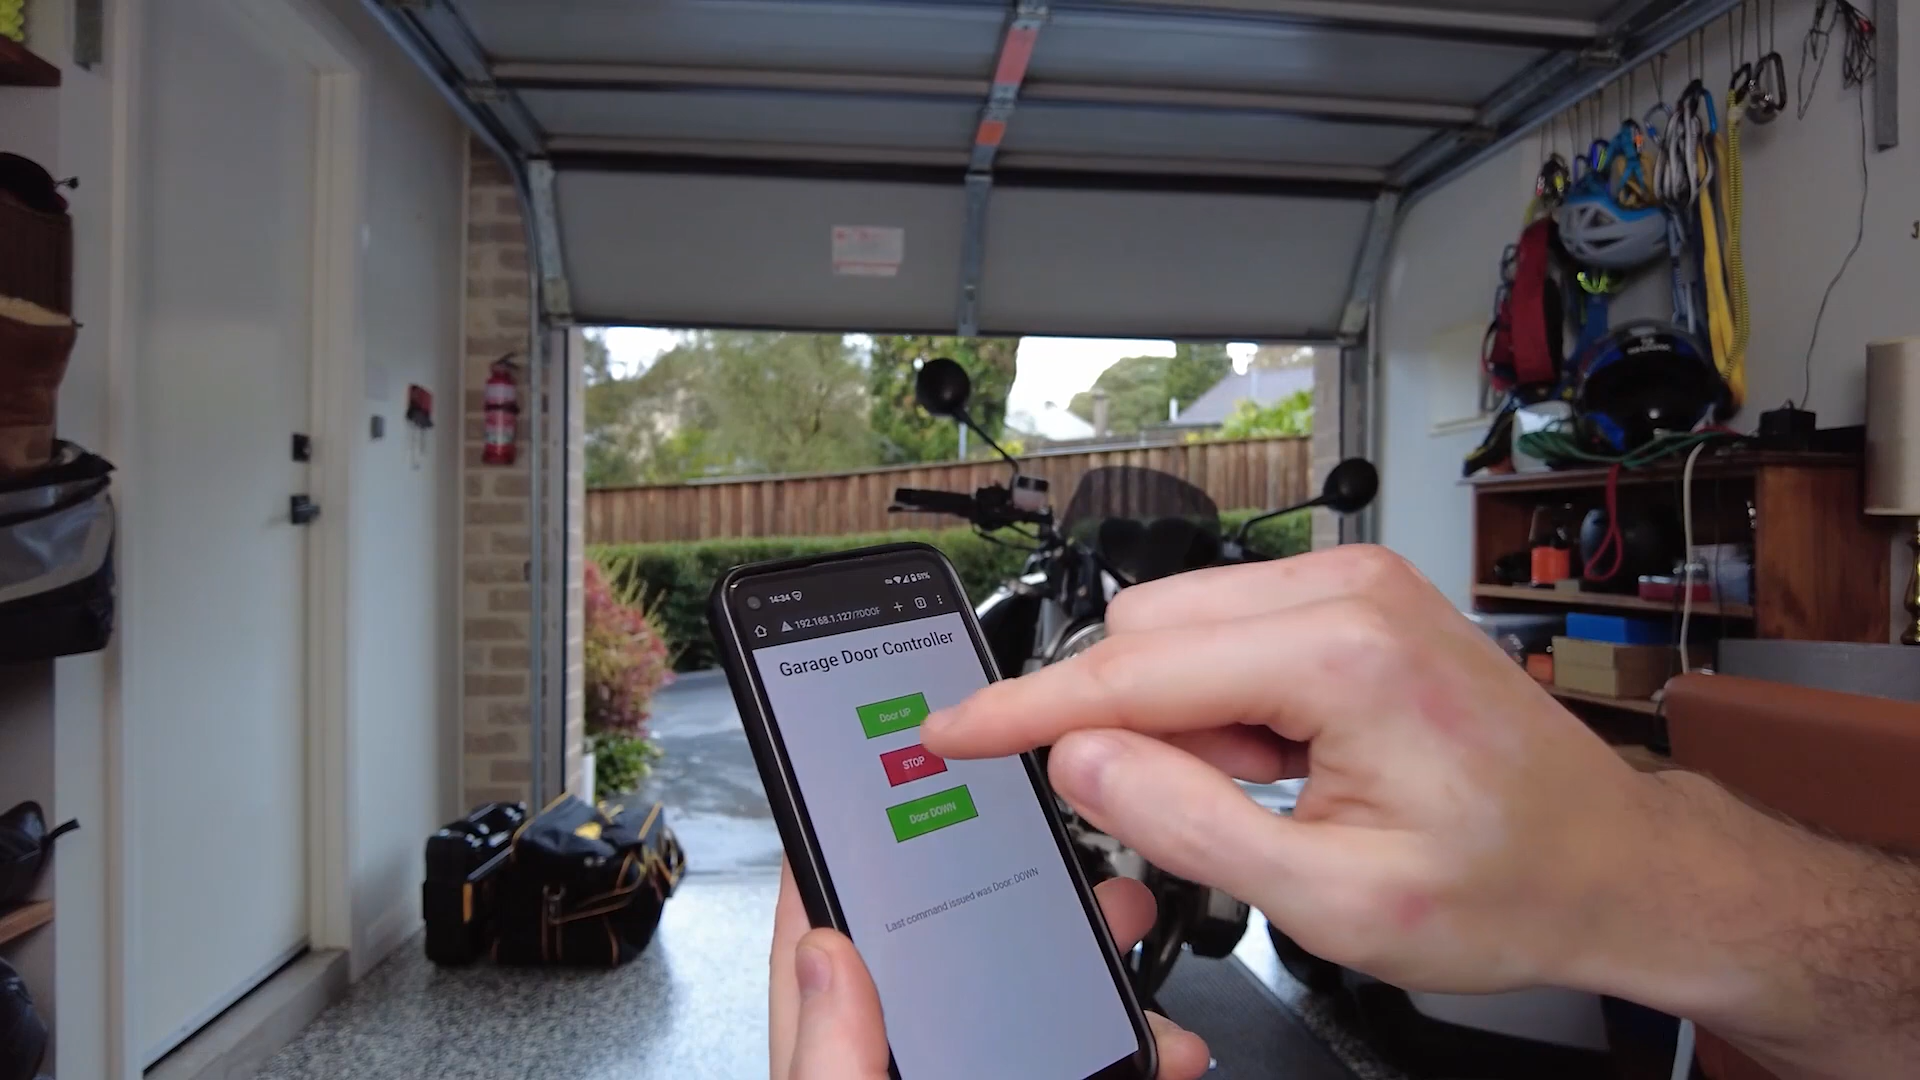 14:34
51%
192.168.1.127/?DOOR
Garage Door Controller
Door UP
STOP
Door DOWN
Last command issued was Door: DOWN